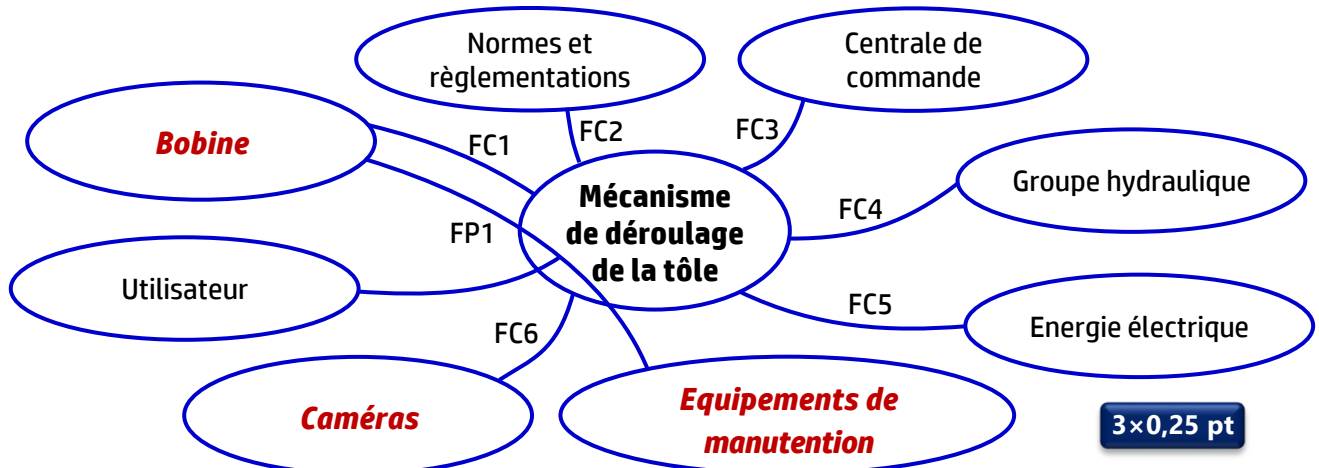 Normes et
règlementations
Centrale de
commande
Bobine
FC1
FC2
FC3
Groupe hydraulique
Mécanisme
de déroulage
de la tôle
FC4
FP1
Utilisateur
FC5
Energie électrique
FC6
Caméras
Equipements de
manutention
3×0,25 pt